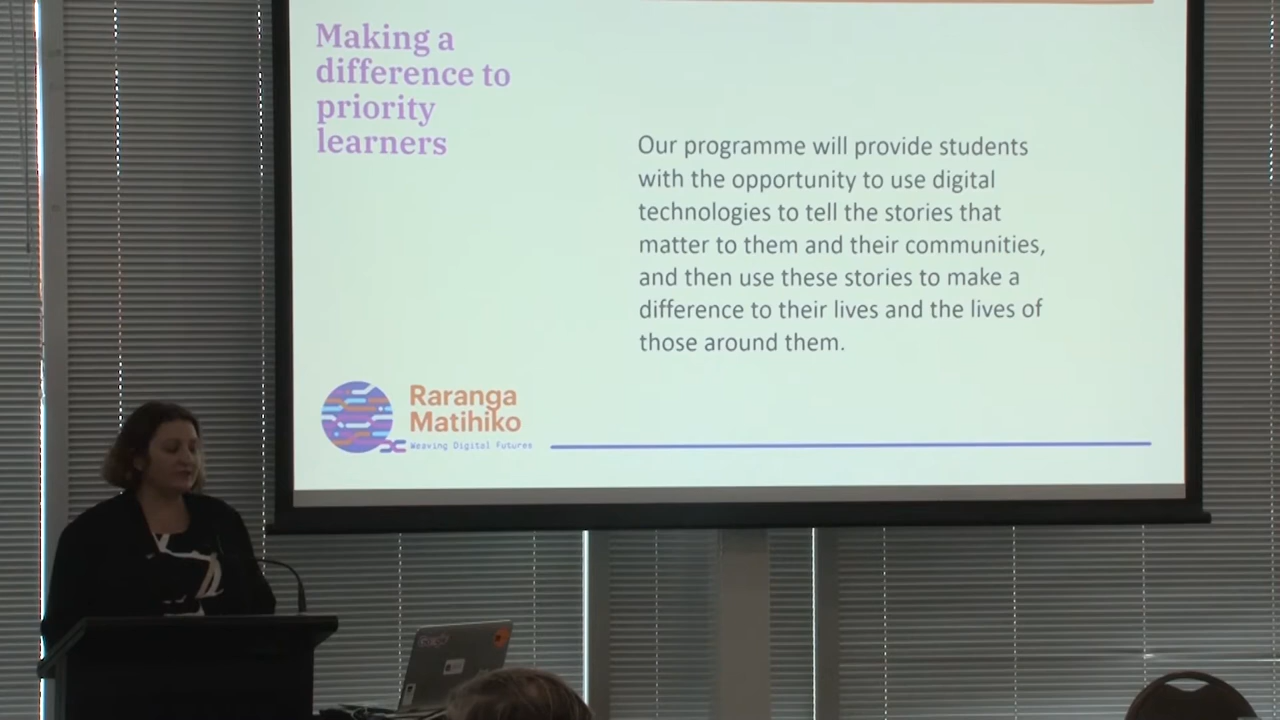 Making a
difference to
priority
learners
Our programme will provide students
with the opportunity to use digital
technologies to tell the stories that
matter to them and their communities,
and then use these stories to make a
difference to their lives and the lives of
those around them.
Raranga
Matihiko
Weaving Digital Futures